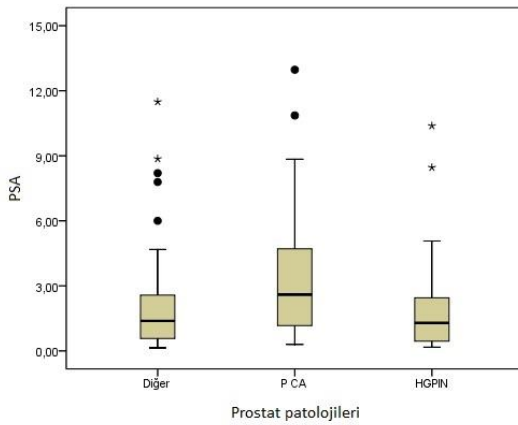 15,00
12,00
9,00
6,00
3,00
0,00
PSA
Diğer P CA HGPIN
Prostat patolojileri